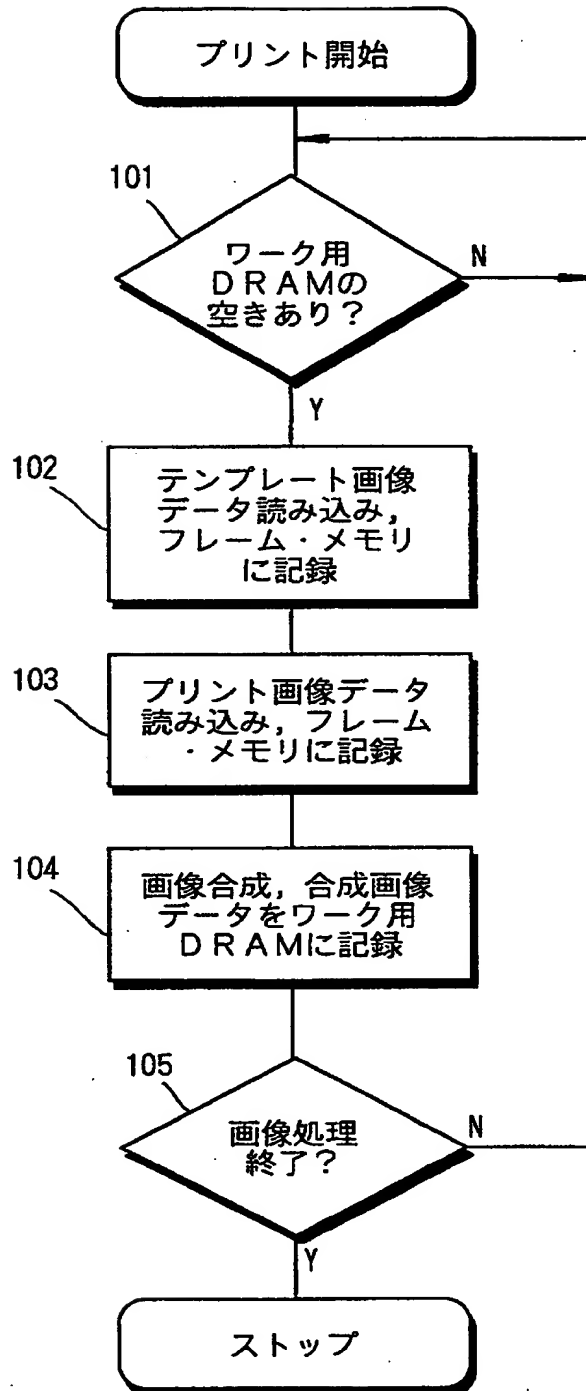 プリント開始
101
ワーク用
DRAMの
空きあり?
N
Y
102
テンプレート画像
データ読み込み,
フレーム・メモリ
に記録
103
プリント画像データ
読み込み,フレーム
・メモリに記録
104
画像合成,合成画像
データをワーク用
DRAMに記録
105
画像処理
終了?
N
Y
ストップ